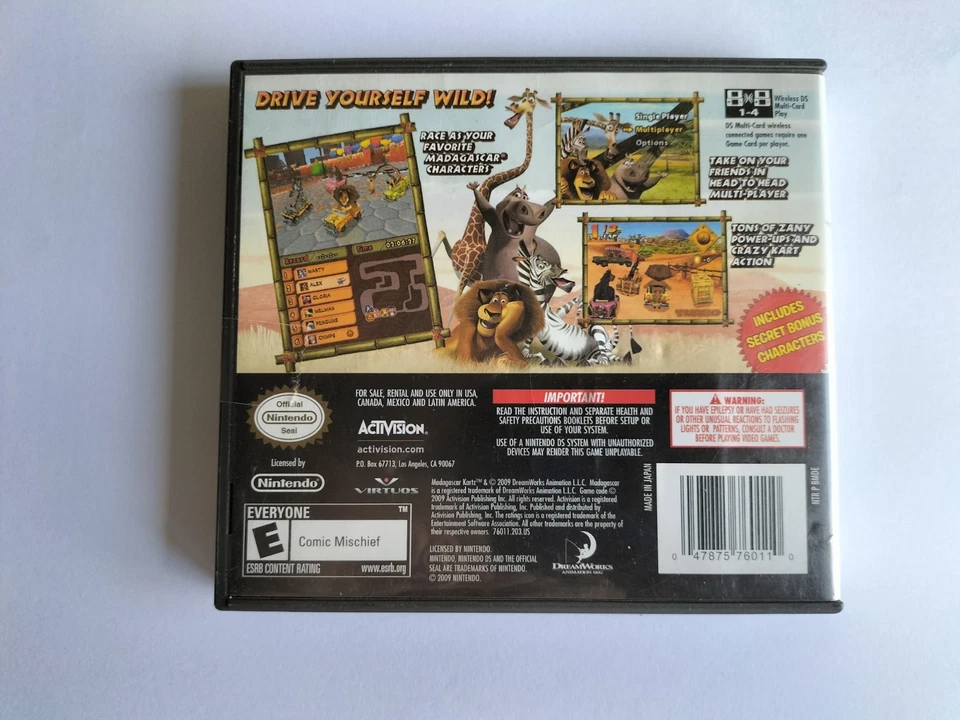 DRIVE YOURSELF WILD!
RACE AS YOUR
FAVORITE
MADAGASCAR®
CHARACTERS
Time 02:06:27
Record
MARTY
ALEX
GLORIA
MELMAN
PENGUINS
CHIMPS
Single Player
Multiplayer
Options
1-4
Wireless DS
Multi-Card
Play
DS Multi-Card wireless
connected games require one
Game Card per player.
TAKE ON YOUR
FRIENDS IN
HEAD TO HEAD
MULTI-PLAYER
TONS OF ZANY
POWER-UPS AND
CRAZY KART
ACTION
INCLUDES
SECRET BONUS
CHARACTERS
Official
Nintendo
Seal
Licensed by
Nintendo
FOR SALE, RENTAL AND USE ONLY IN USA,
CANADA, MEXICO AND LATIN AMERICA.
ACTIVISION.
activision.com
P.O. Box 67713, Los Angeles, CA 90067
VIRTUOS
IMPORTANT!
READ THE INSTRUCTION AND SEPARATE HEALTH AND
SAFETY PRECAUTIONS BOOKLETS BEFORE SETUP OR
USE OF YOUR SYSTEM.
USE OF A NINTENDO DS SYSTEM WITH UNAUTHORIZED
DEVICES MAY RENDER THIS GAME UNPLAYABLE.
WARNING:
IF YOU HAVE EPILEPSY OR HAVE HAD SEIZURES
OR OTHER UNUSUAL REACTIONS TO FLASHING
LIGHTS OR PATTERNS, CONSULT A DOCTOR
BEFORE PLAYING VIDEO GAMES.
Madagascar Kartz™ & © 2009 DreamWorks Animation L.L.C. Madagascar
is a registered trademark of DreamWorks Animation L.L.C. Game code ©
2009 Activision Publishing, Inc. All rights reserved. Activision is a registered
trademark of Activision Publishing, Inc. Published and distributed by
Activision Publishing, Inc. The ratings icon is a registered trademark of the
Entertainment Software Association. All other trademarks are the property of
their respective owners. 76011.203.US
LICENSED BY NINTENDO.
NINTENDO, NINTENDO DS AND THE OFFICIAL
SEAL ARE TRADEMARKS OF NINTENDO.
© 2009 NINTENDO.
EVERYONE ™
E
Comic Mischief
ESRB CONTENT RATING www.esrb.org
DREAMWORKS
ANIMATION SKG
MADE IN JAPAN
0 47875 76011 0
NTR P BMDE